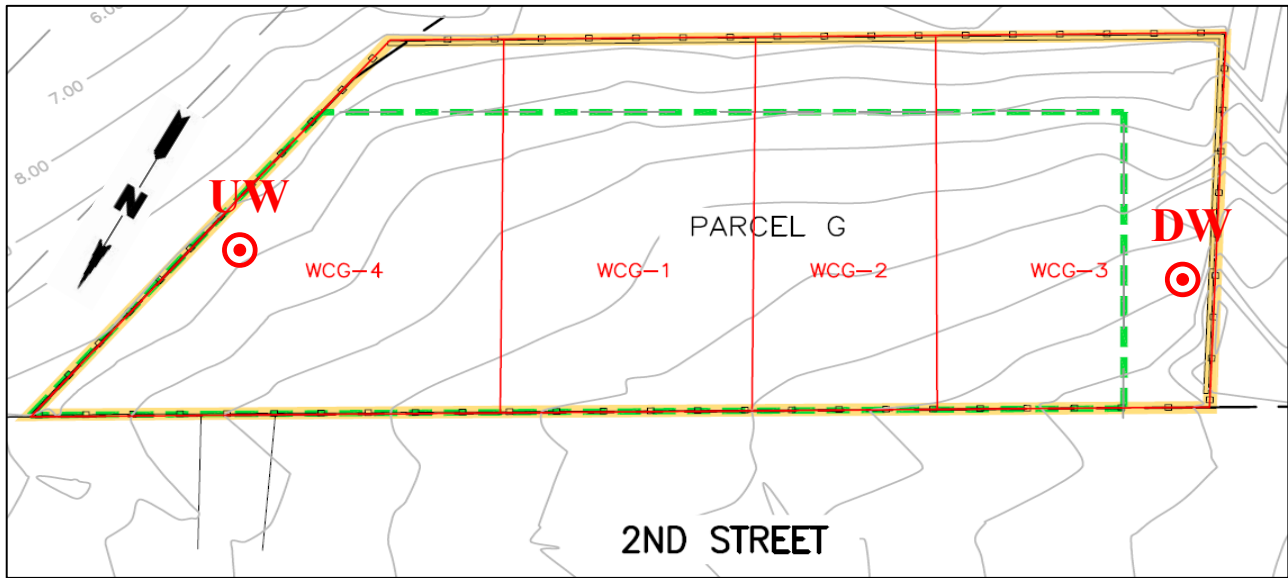 6.00
7.00
8.00
N
UW
DW
PARCEL G
WCG-4
WCG-1
WCG-2
WCG-3
2ND STREET